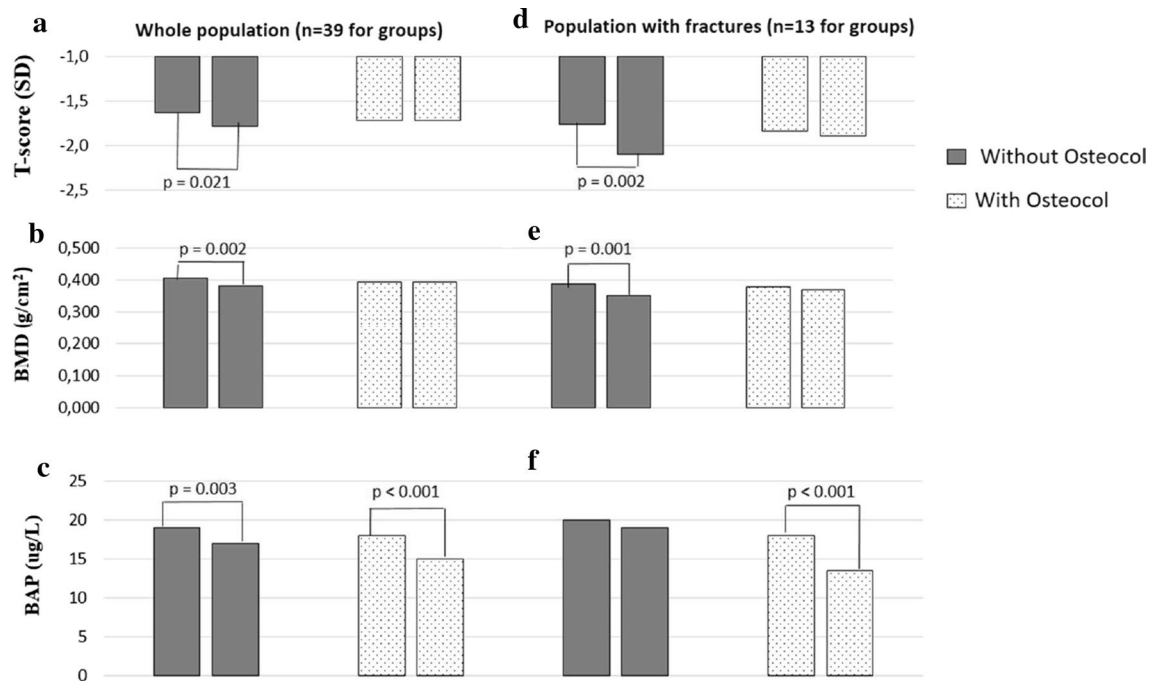 a
Whole population (n=39 for groups)
d
Population with fractures (n=13 for groups)
T-score (SD)
-1,0
-1,5
-2,0
-2,5
p = 0.021
p = 0.002
Without Osteocol
With Osteocol
b
e
BMD (g/cm²)
0,500
0,400
0,300
0,200
0,100
0,000
p = 0.002
p = 0.001
c
f
BAP (ug/L)
25
20
15
10
5
0
p = 0.003
p < 0.001
p < 0.001